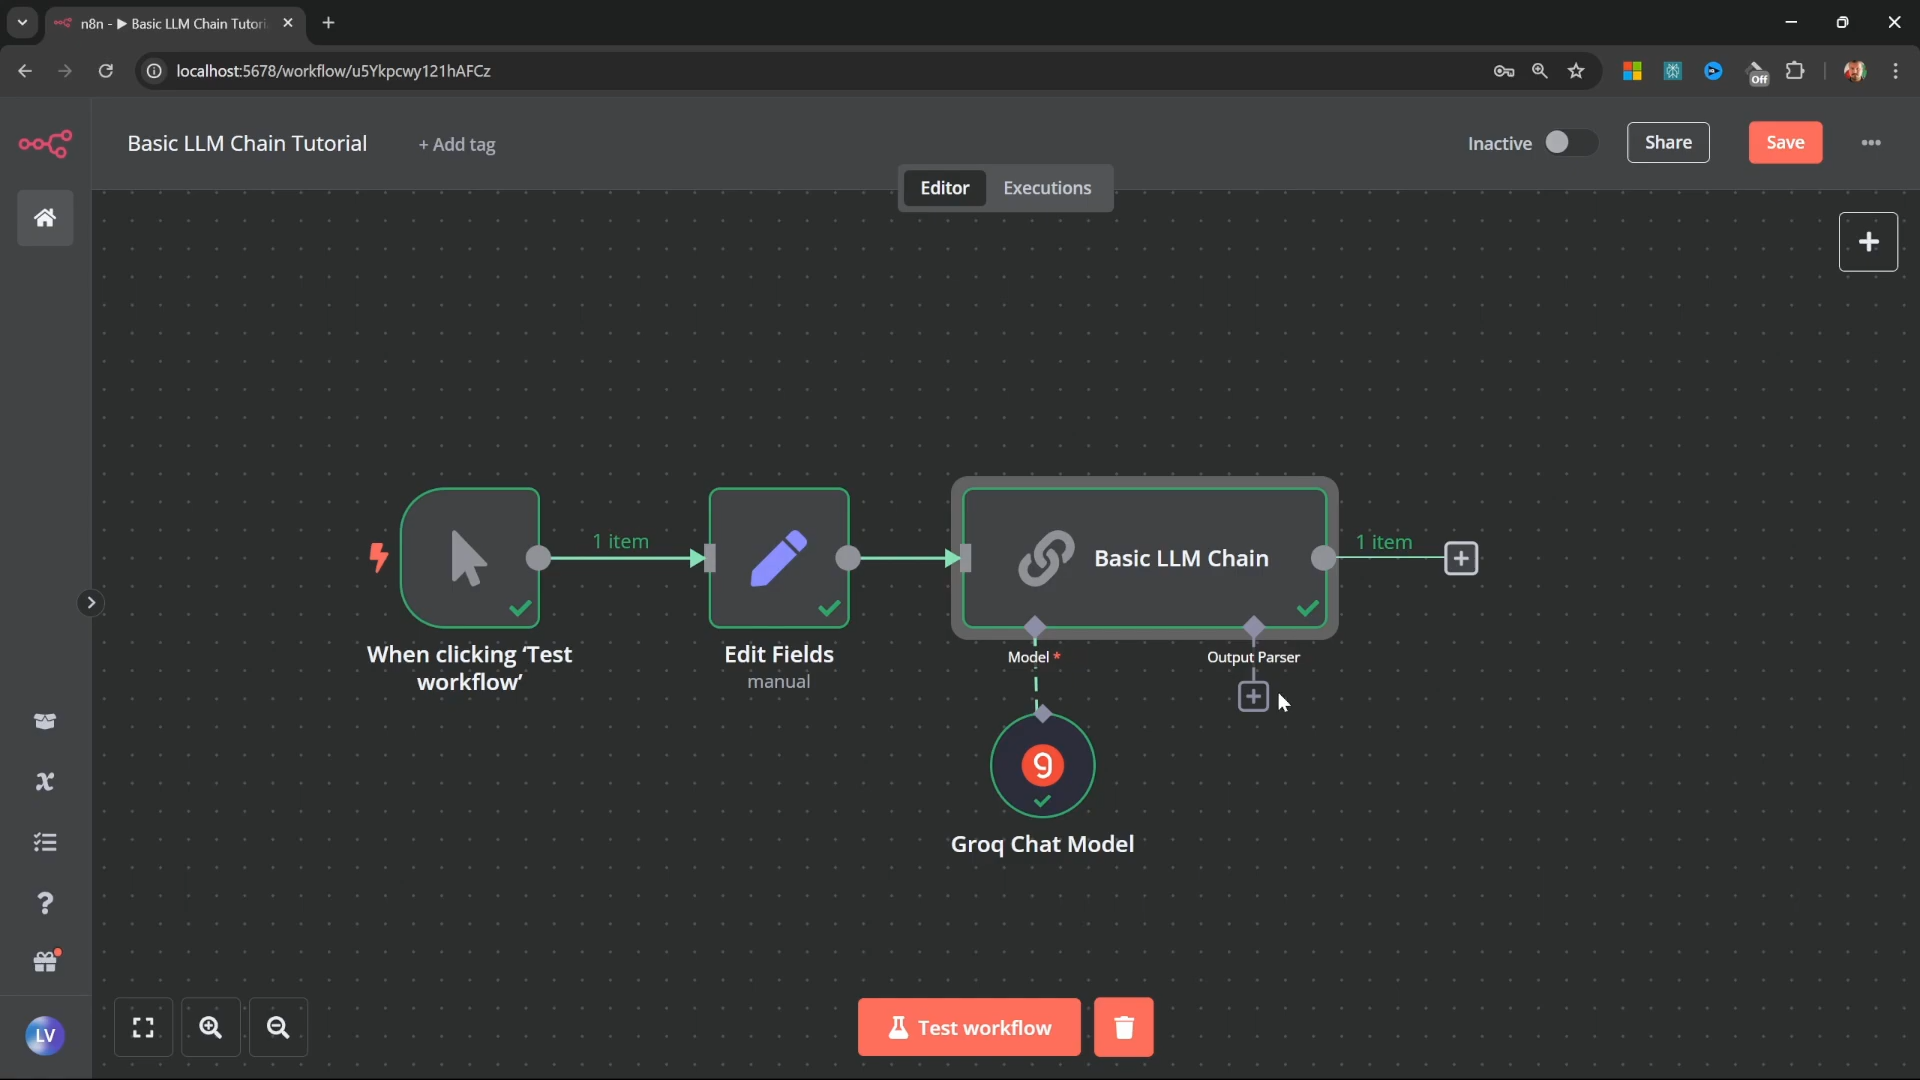 n8n - ▶ Basic LLM Chain Tutori
localhost:5678/workflow/u5Ykpcwy121hAFCz
Off
Basic LLM Chain Tutorial
+ Add tag
Inactive
Share
Save
Editor
Executions
1 item
Basic LLM Chain
1 item
When clicking ‘Test
workflow’
Edit Fields
manual
Model *
Output Parser
Groq Chat Model
LV
Test workflow